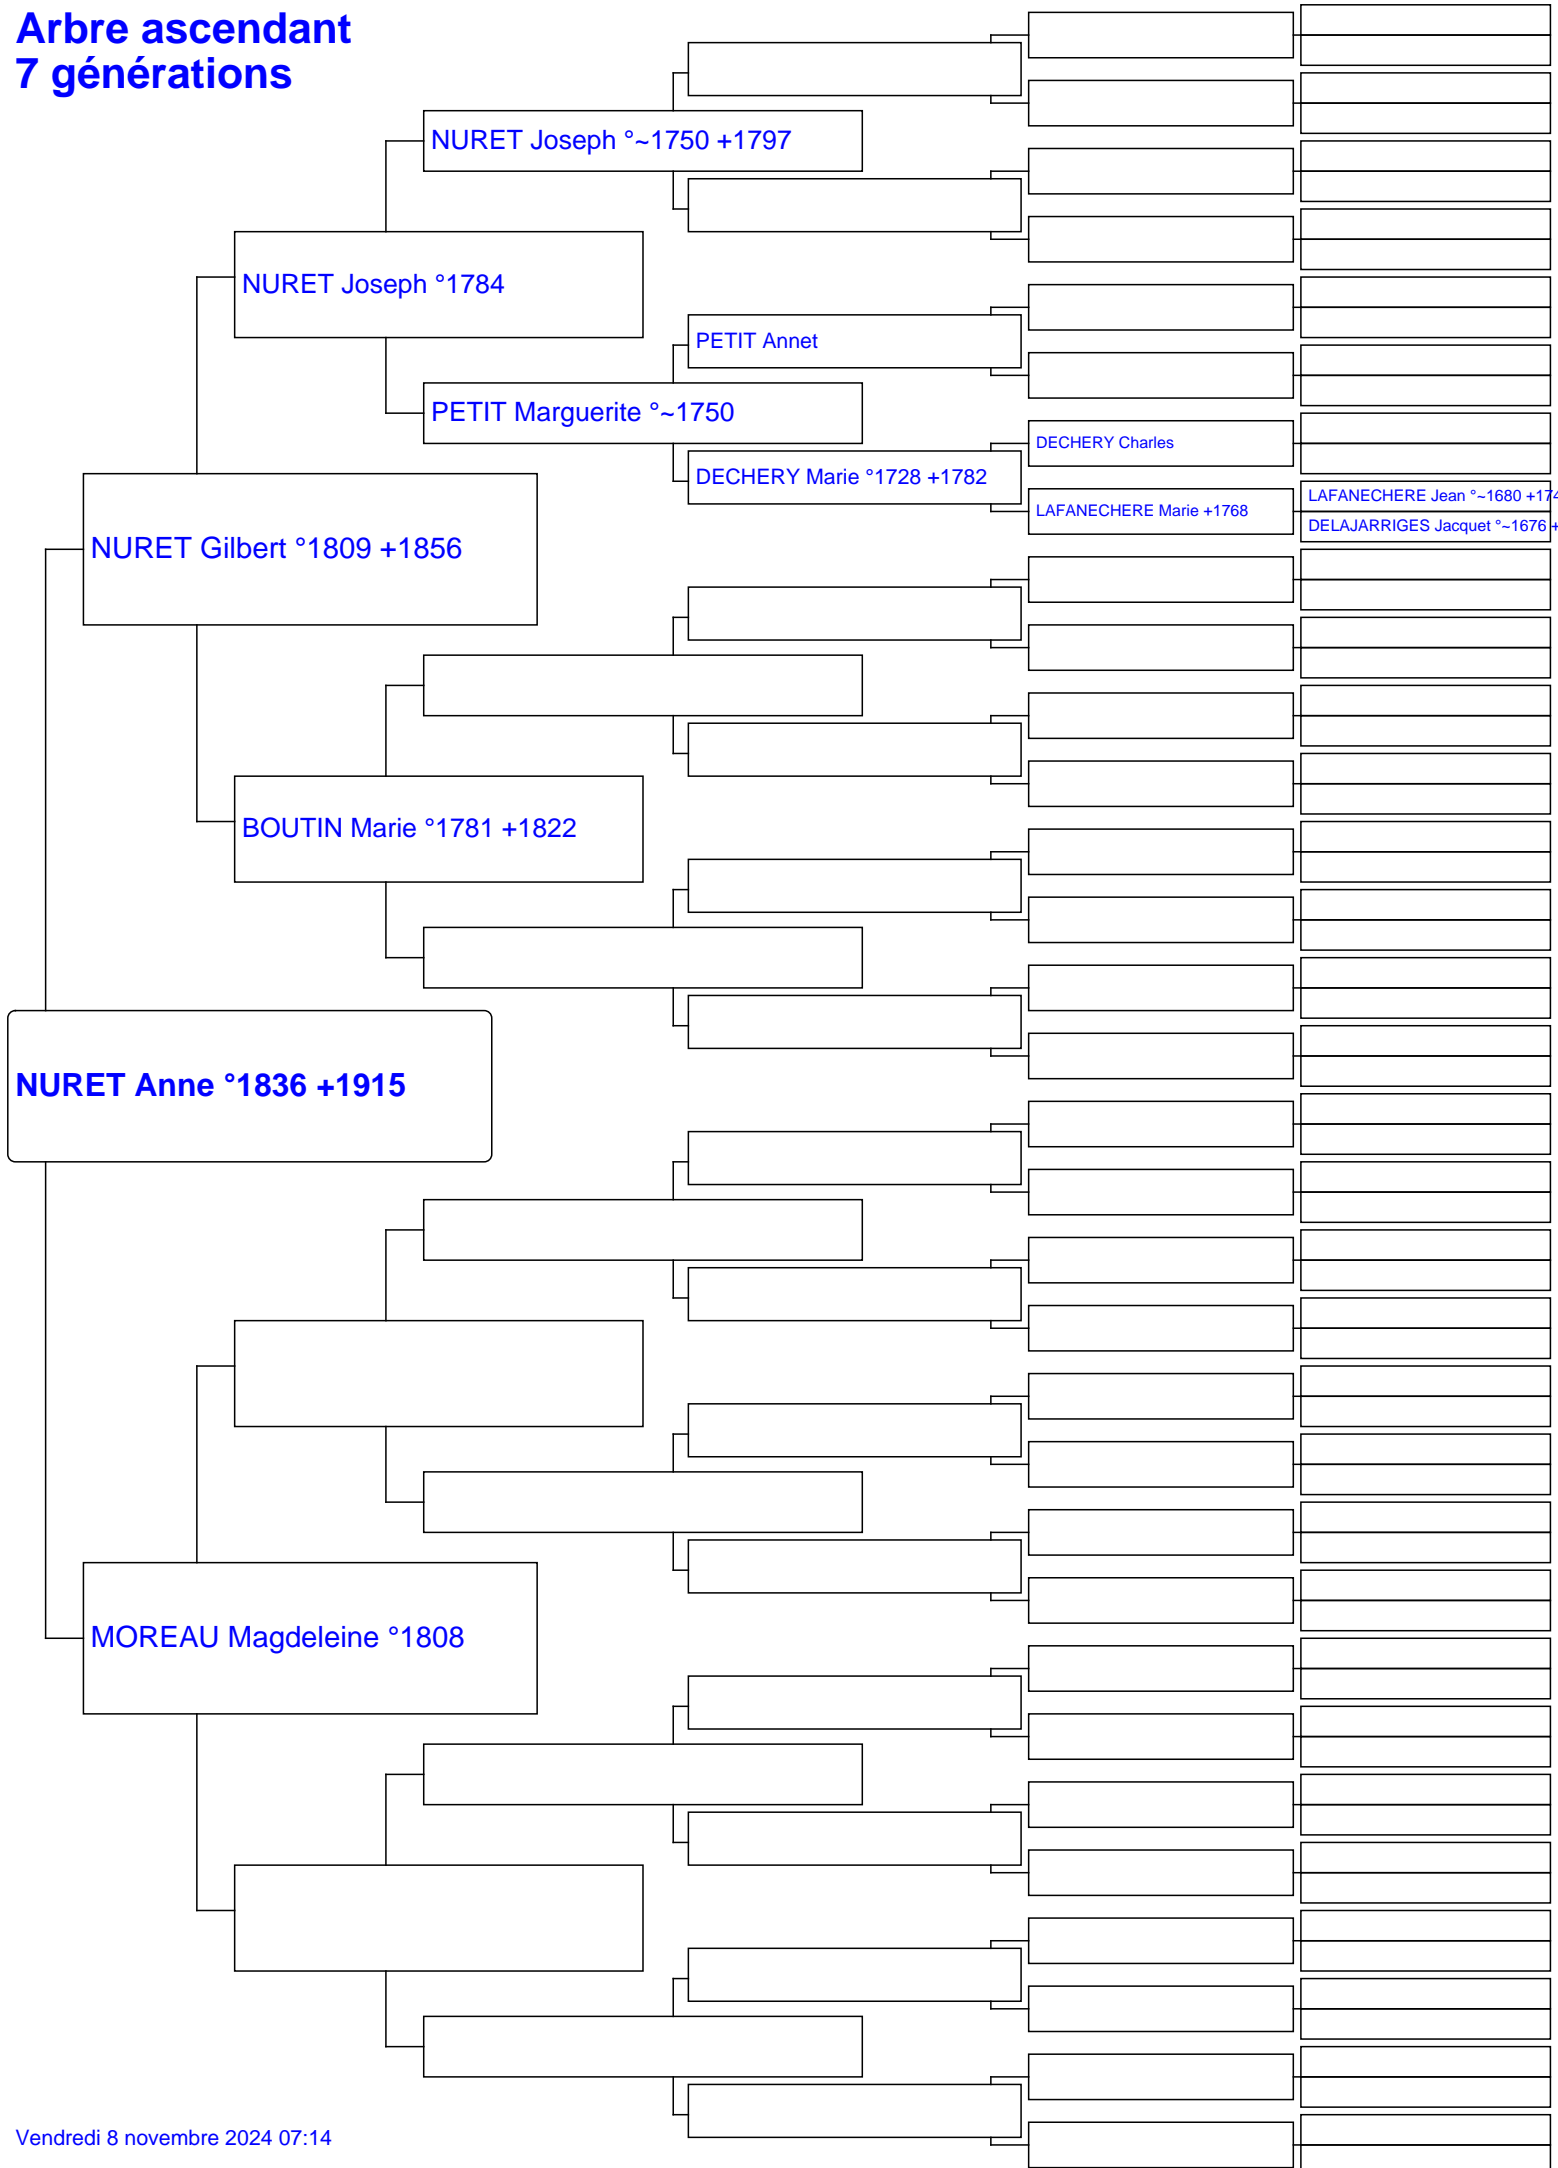 Arbre ascendant
7 générations
NURET Joseph °~1750 +1797
NURET Joseph °1784
PETIT Annet
PETIT Marguerite °~1750
DECHERY Charles
DECHERY Marie °1728 +1782
LAFANECHERE Marie +1768
LAFANECHERE Jean °~1680 +174
DELAJARRIGES Jacquet °~1676 +
NURET Gilbert °1809 +1856
BOUTIN Marie °1781 +1822
NURET Anne °1836 +1915
MOREAU Magdeleine °1808
Vendredi 8 novembre 2024 07:14